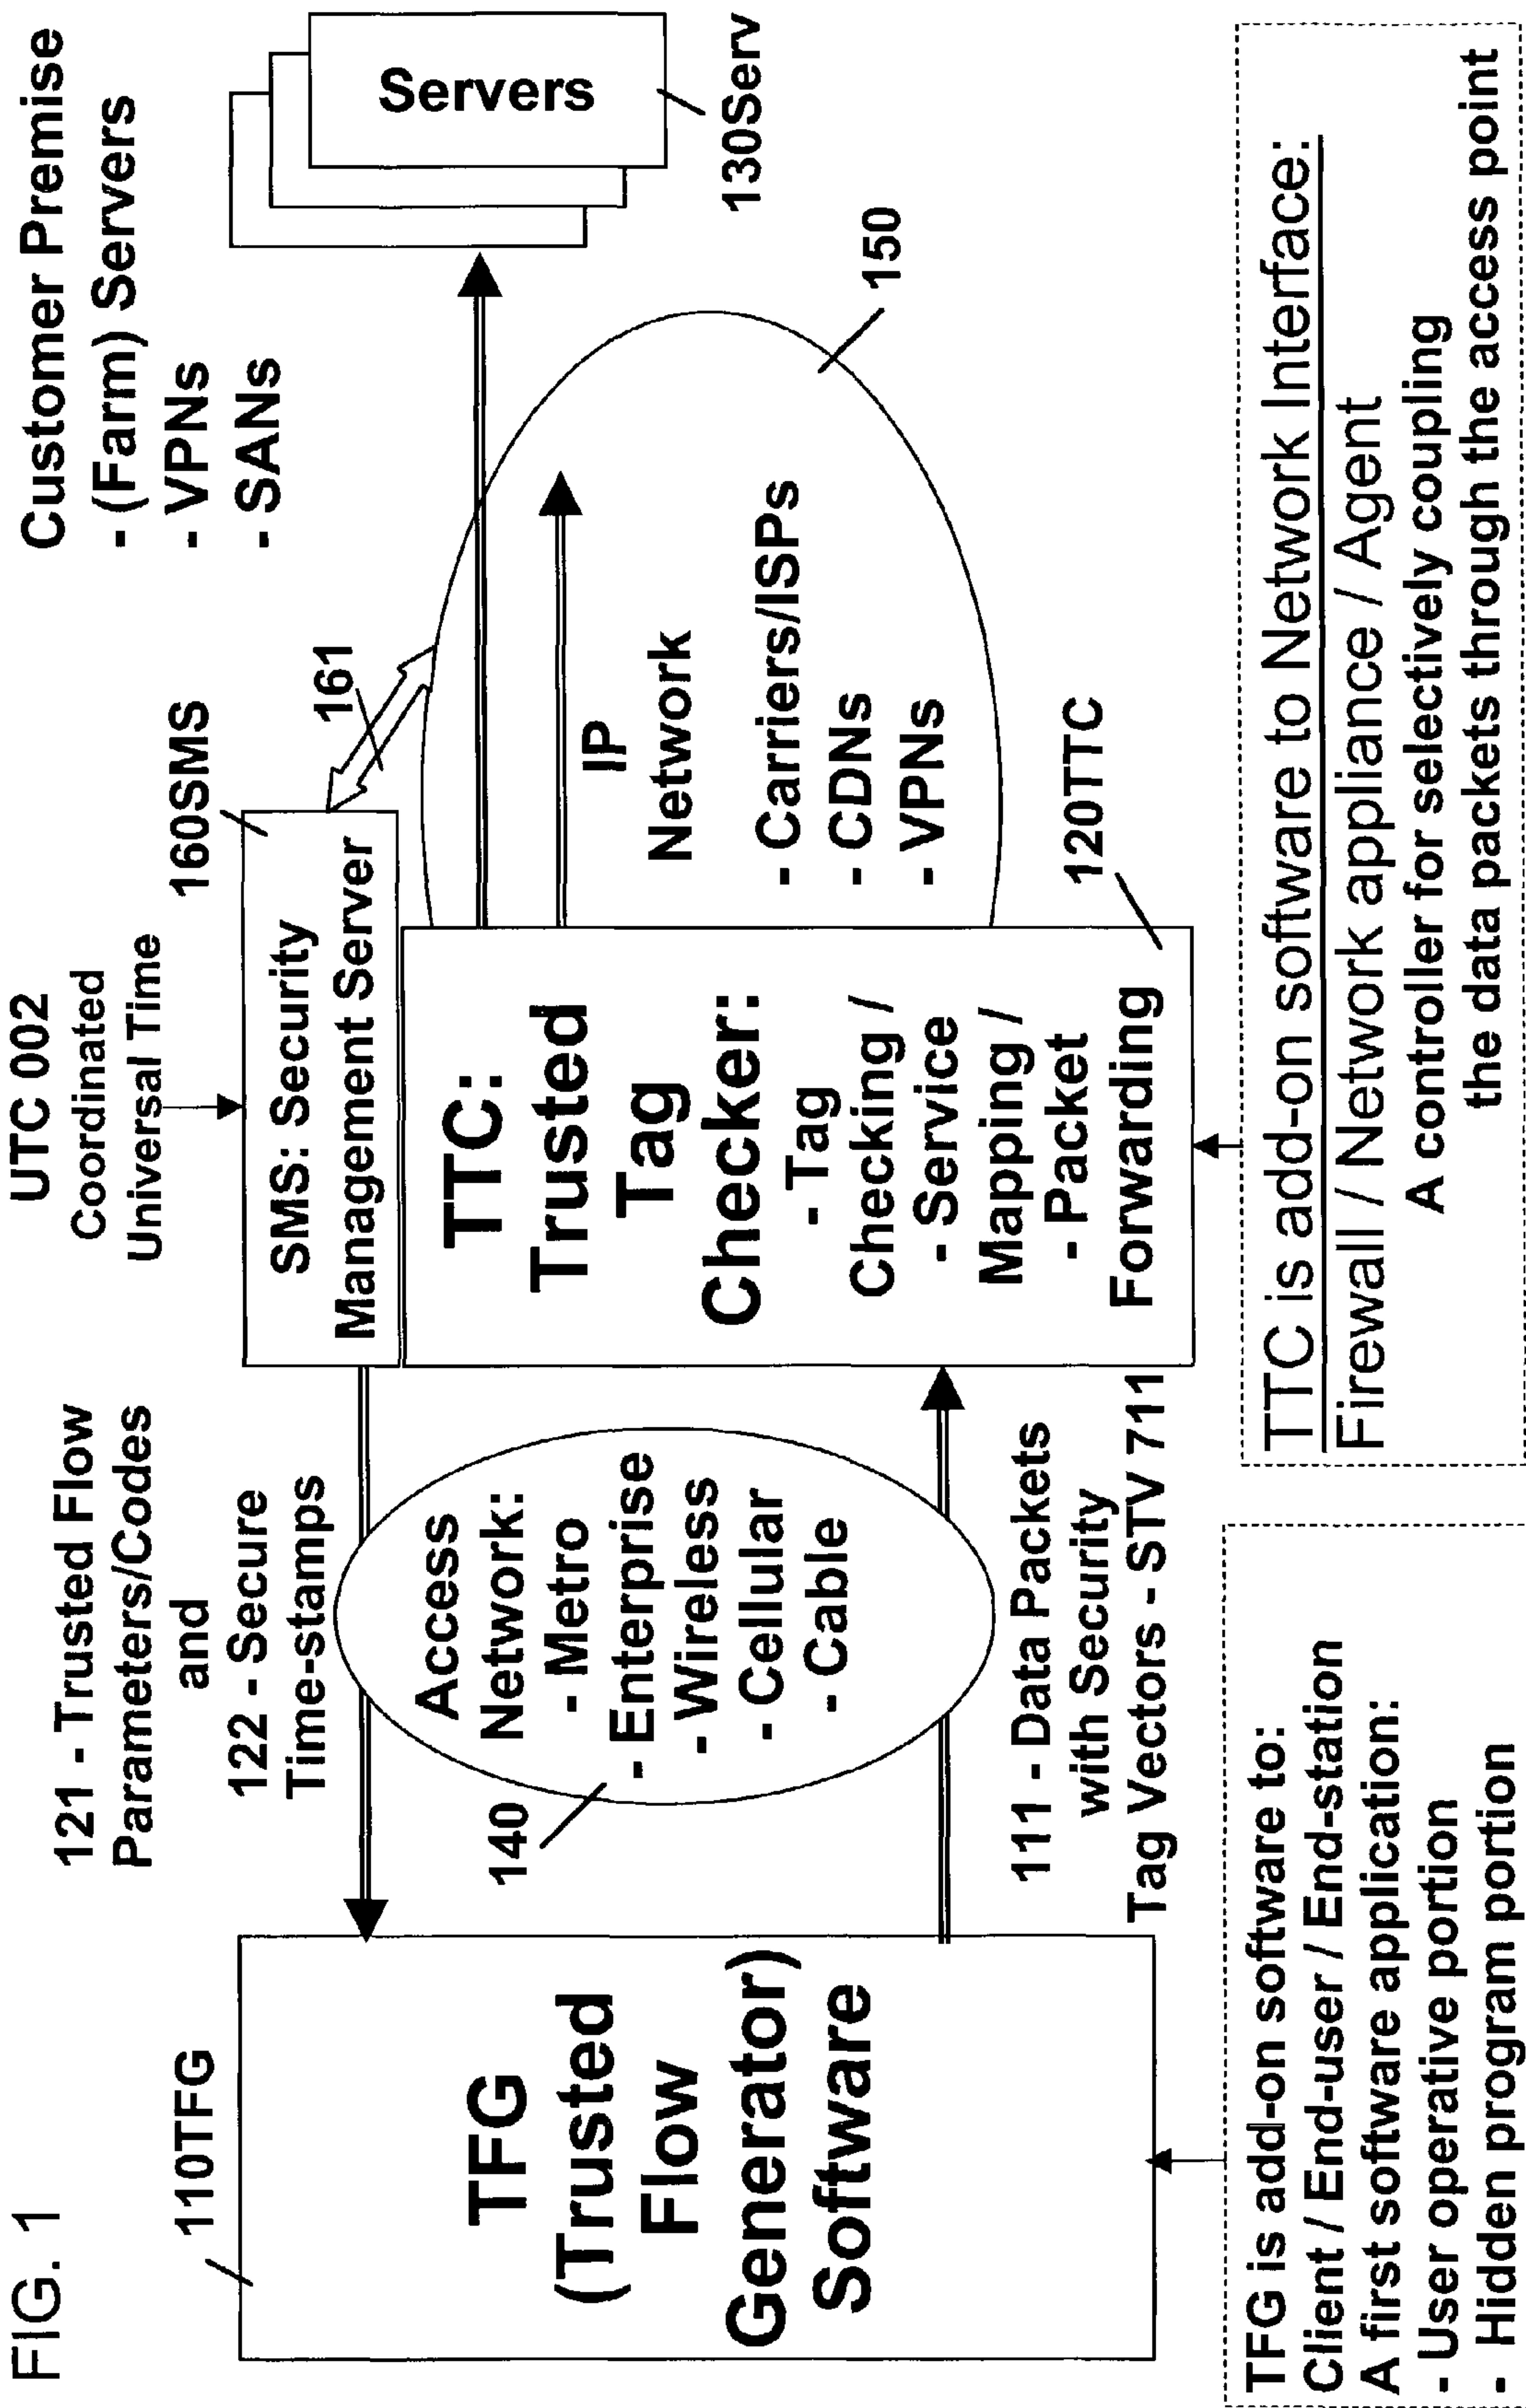 FIG. 1
110TFG
TFG
(Trusted
Flow
Generator)
Software
TFG is add-on software to:
Client / End-user / End-station
A first software application:
- User operative portion
- Hidden program portion
121 - Trusted Flow
Parameters/Codes
and
122 - Secure
Time-stamps
140
Access
Network:
- Metro
- Enterprise
- Wireless
- Cellular
- Cable
111 - Data Packets
with Security
Tag Vectors - STV 711
UTC 002
Coordinated
Universal Time
160SMS
SMS: Security
Management Server
161
TTC:
Trusted
Tag
Checker:
- Tag
Checking /
- Service
Mapping /
- Packet
Forwarding
120TTC
IP
Network
- Carriers/ISPs
- CDNs
- VPNs
150
Customer Premise
- (Farm) Servers
- VPNs
- SANs
Servers
130Serv
TTC is add-on software to Network Interface:
Firewall / Network appliance / Agent
A controller for selectively coupling
the data packets through the access point